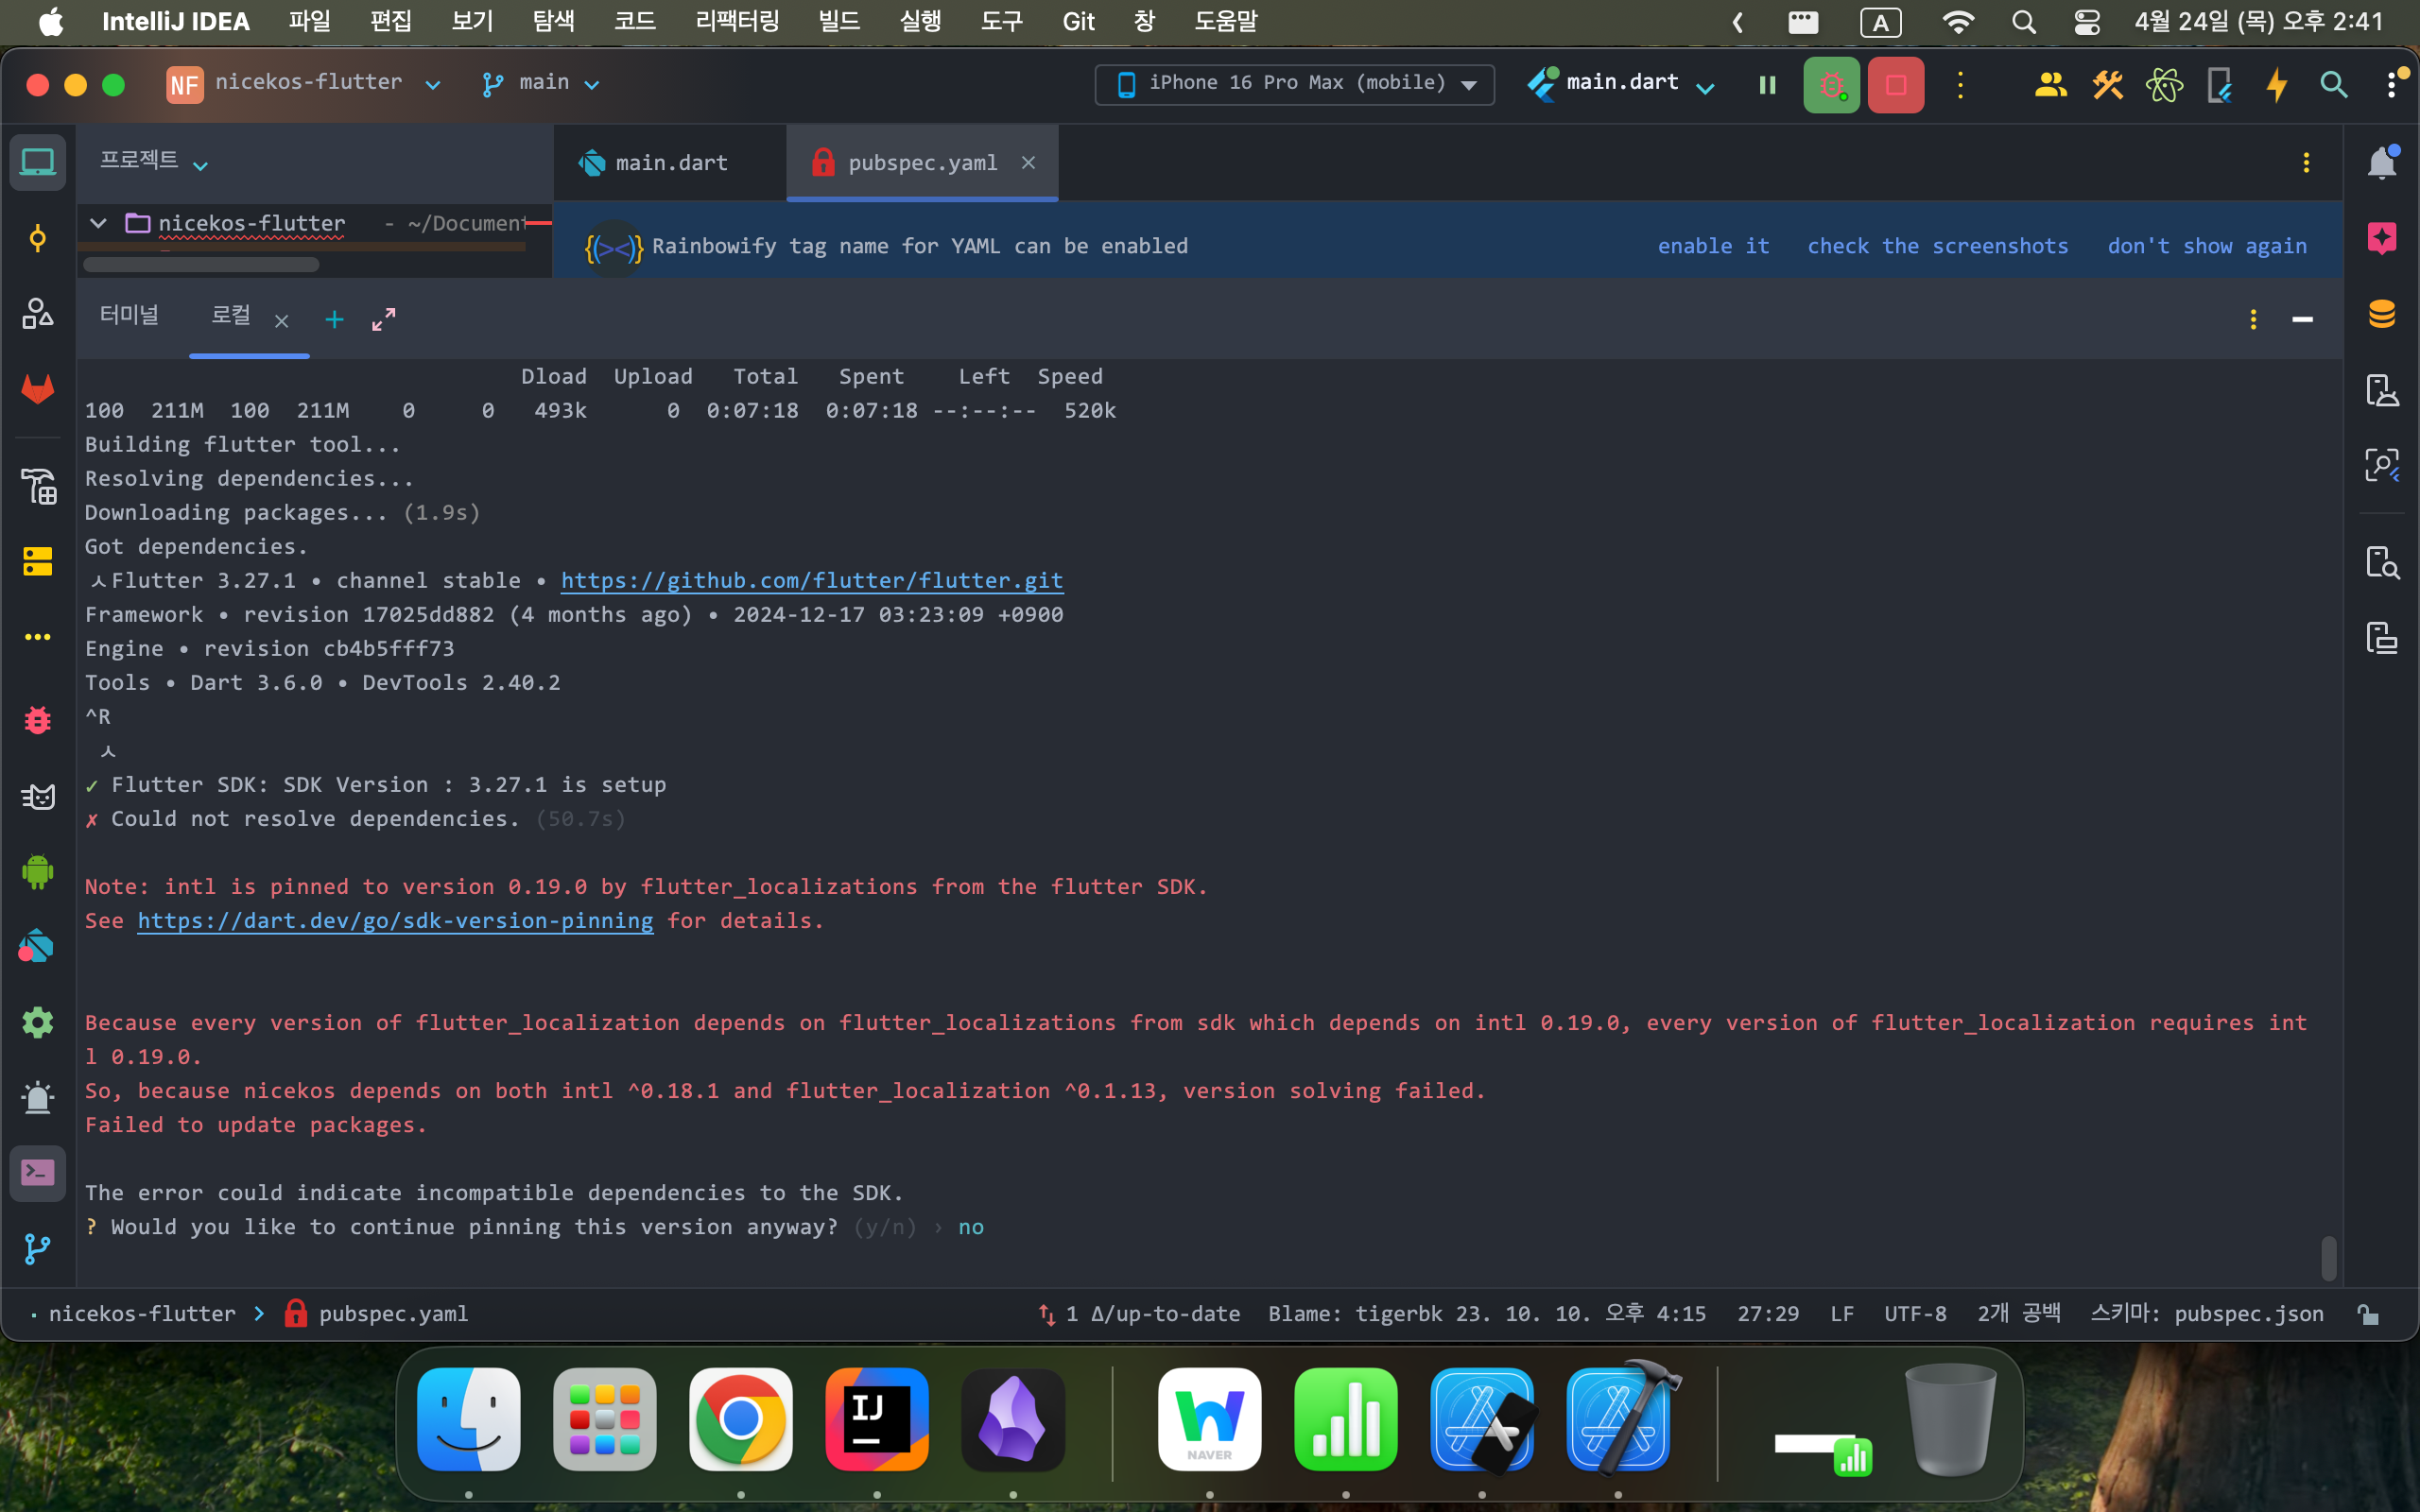 IntelliJ IDEA 파일 편집 보기 탐색 코드 리팩터링 빌드 실행 도구 Git 창 도움말 A 4월 24일 (목) 오후 2:41
NF nicekos-flutter main iPhone 16 Pro Max (mobile) main.dart
프로젝트 main.dart pubspec.yaml
nicekos-flutter - ~/Document
Rainbowify tag name for YAML can be enabled enable it check the screenshots don't show again
터미널 로컬
Dload Upload Total Spent Left Speed
100 211M 100 211M 0 0 493k 0 0:07:18 0:07:18 --:--:-- 520k
Building flutter tool...
Resolving dependencies...
Downloading packages... (1.9s)
Got dependencies.
ㅅFlutter 3.27.1 • channel stable • https://github.com/flutter/flutter.git
Framework • revision 17025dd882 (4 months ago) • 2024-12-17 03:23:09 +0900
Engine • revision cb4b5fff73
Tools • Dart 3.6.0 • DevTools 2.40.2
^R
ㅅ
✓ Flutter SDK: SDK Version : 3.27.1 is setup
✗ Could not resolve dependencies. (50.7s)
Note: intl is pinned to version 0.19.0 by flutter_localizations from the flutter SDK.
See https://dart.dev/go/sdk-version-pinning for details.
Because every version of flutter_localization depends on flutter_localizations from sdk which depends on intl 0.19.0, every version of flutter_localization requires int
l 0.19.0.
So, because nicekos depends on both intl ^0.18.1 and flutter_localization ^0.1.13, version solving failed.
Failed to update packages.
The error could indicate incompatible dependencies to the SDK.
? Would you like to continue pinning this version anyway? (y/n) › no
nicekos-flutter > pubspec.yaml 1 Δ/up-to-date Blame: tigerbk 23. 10. 10. 오후 4:15 27:29 LF UTF-8 2개 공백 스키마: pubspec.json
IJ
NAVER